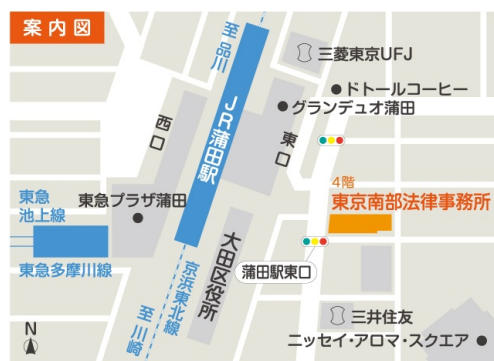 案内図
至 品川
三菱東京UFJ
ドトールコーヒー
グランデュオ蒲田
JR蒲田駅
西口
東口
4階
東京南部法律事務所
東急
池上線
東急プラザ蒲田
東急多摩川線
大田区役所
蒲田駅東口
京浜東北線
至 川崎
三井住友
ニッセイ・アロマ・スクエア
N